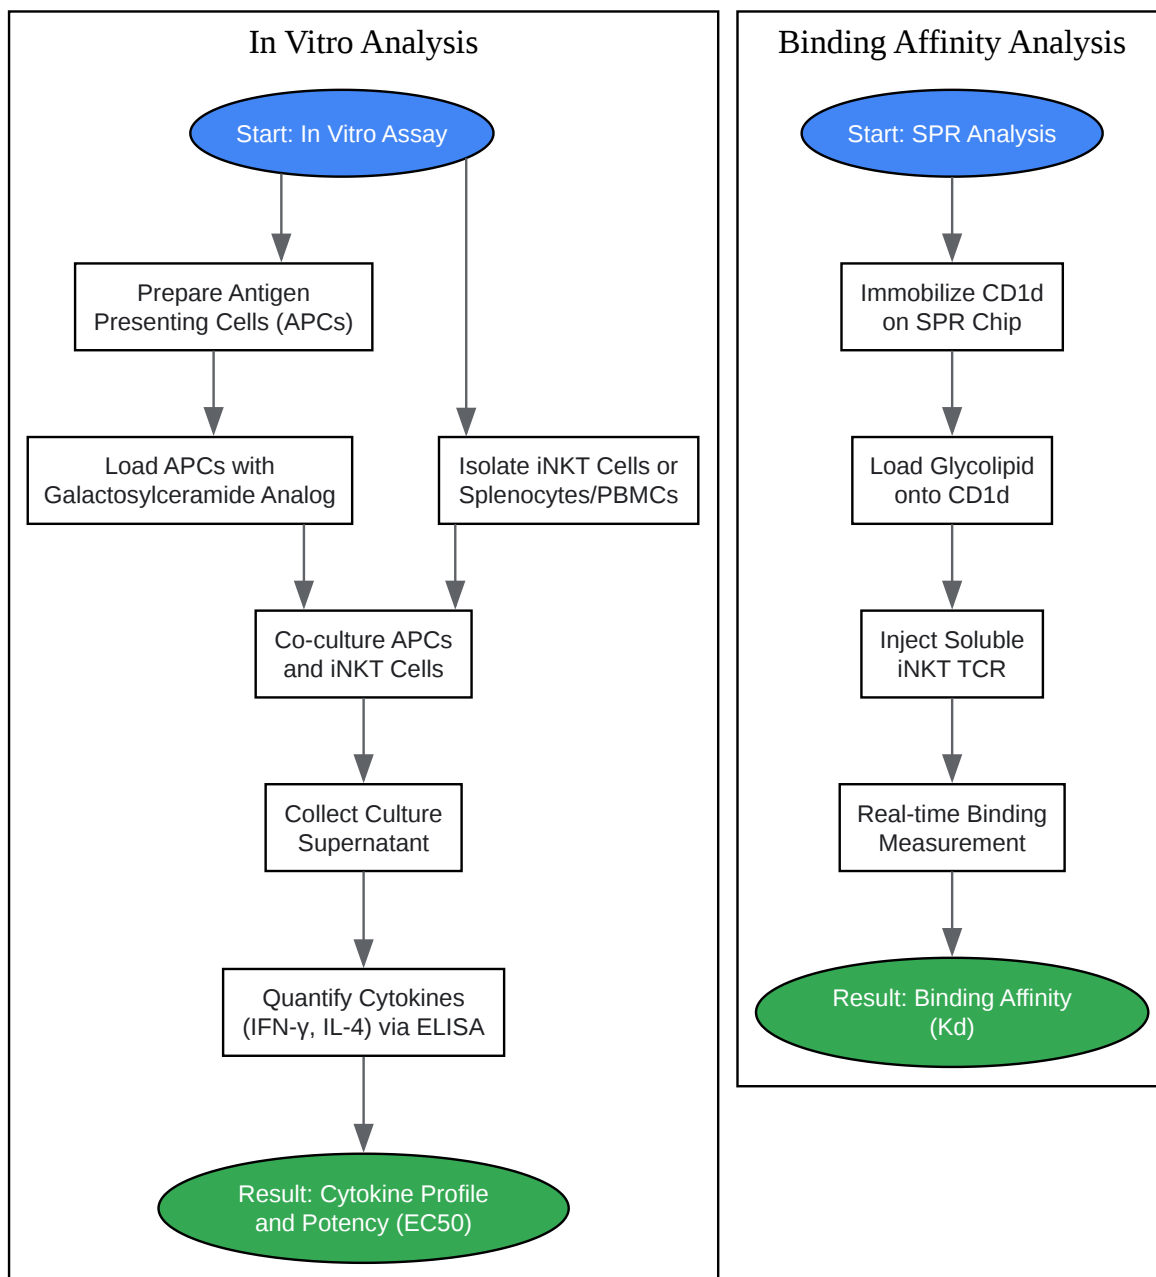 In Vitro Analysis
Start: In Vitro Assay
Prepare Antigen
Presenting Cells (APCs)
Load APCs with
Galactosylceramide Analog
Isolate iNKT Cells or
Splenocytes/PBMCs
Co-culture APCs
and iNKT Cells
Collect Culture
Supernatant
Quantify Cytokines
(IFN-γ, IL-4) via ELISA
Result: Cytokine Profile
and Potency (EC50)
Binding Affinity Analysis
Start: SPR Analysis
Immobilize CD1d
on SPR Chip
Load Glycolipid
onto CD1d
Inject Soluble
iNKT TCR
Real-time Binding
Measurement
Result: Binding Affinity
(Kd)